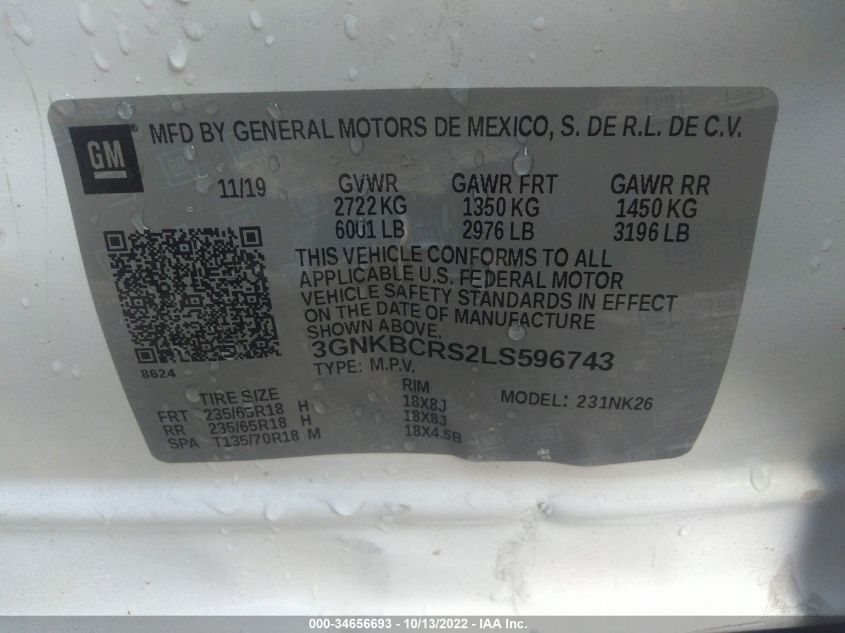 GM ® MFD BY GENERAL MOTORS DE MEXICO, S. DE R.L. DE C.V.
11/19 GVWR GAWR FRT GAWR RR
2722 KG 1350 KG 1450 KG
6001 LB 2976 LB 3196 LB
THIS VEHICLE CONFORMS TO ALL
APPLICABLE U.S. FEDERAL MOTOR
VEHICLE SAFETY STANDARDS IN EFFECT
ON THE DATE OF MANUFACTURE
SHOWN ABOVE.
3GNKBCRS2LS596743
8624 TYPE: M.P.V.
TIRE SIZE RIM MODEL: 231NK26
FRT 235/65R18 H 18X8J
RR 235/65R18 H 18X8J
SPA T135/70R18 M 18X4.5B
000-34656693 - 10/13/2022 - IAA Inc.